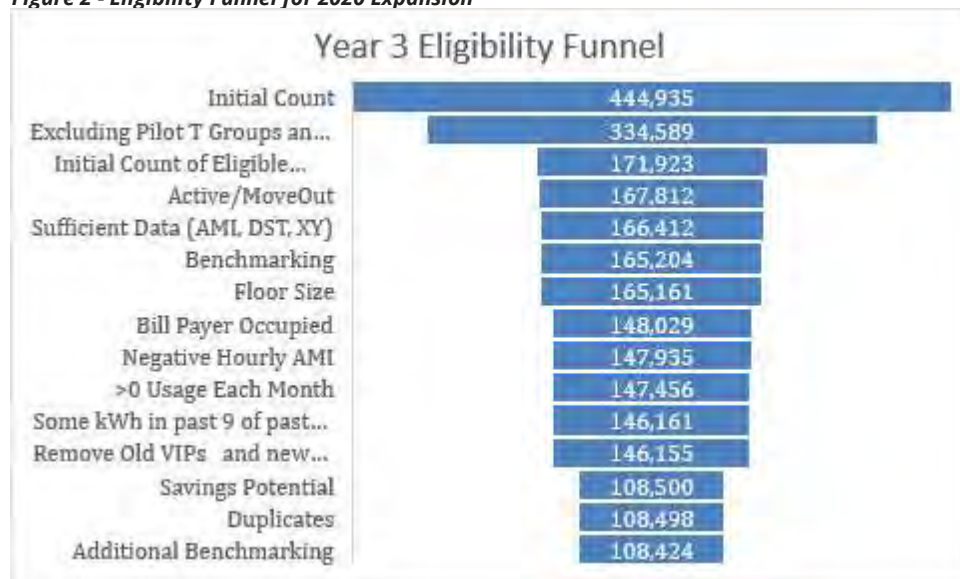 Figure 2 - Eligibility Funnel for 2020 Expansion
Year 3 Eligibility Funnel
Initial Count 444,935
Excluding Pilot T Groups an... 334,589
Initial Count of Eligible... 171,923
Active/MoveOut 167,812
Sufficient Data (AMI, DST, XY) 166,412
Benchmarking 165,204
Floor Size 165,161
Bill Payer Occupied 148,029
Negative Hourly AMI 147,935
>0 Usage Each Month 147,456
Some kWh in past 9 of past... 146,161
Remove Old VIPs and new... 146,155
Savings Potential 108,500
Duplicates 108,498
Additional Benchmarking 108,424